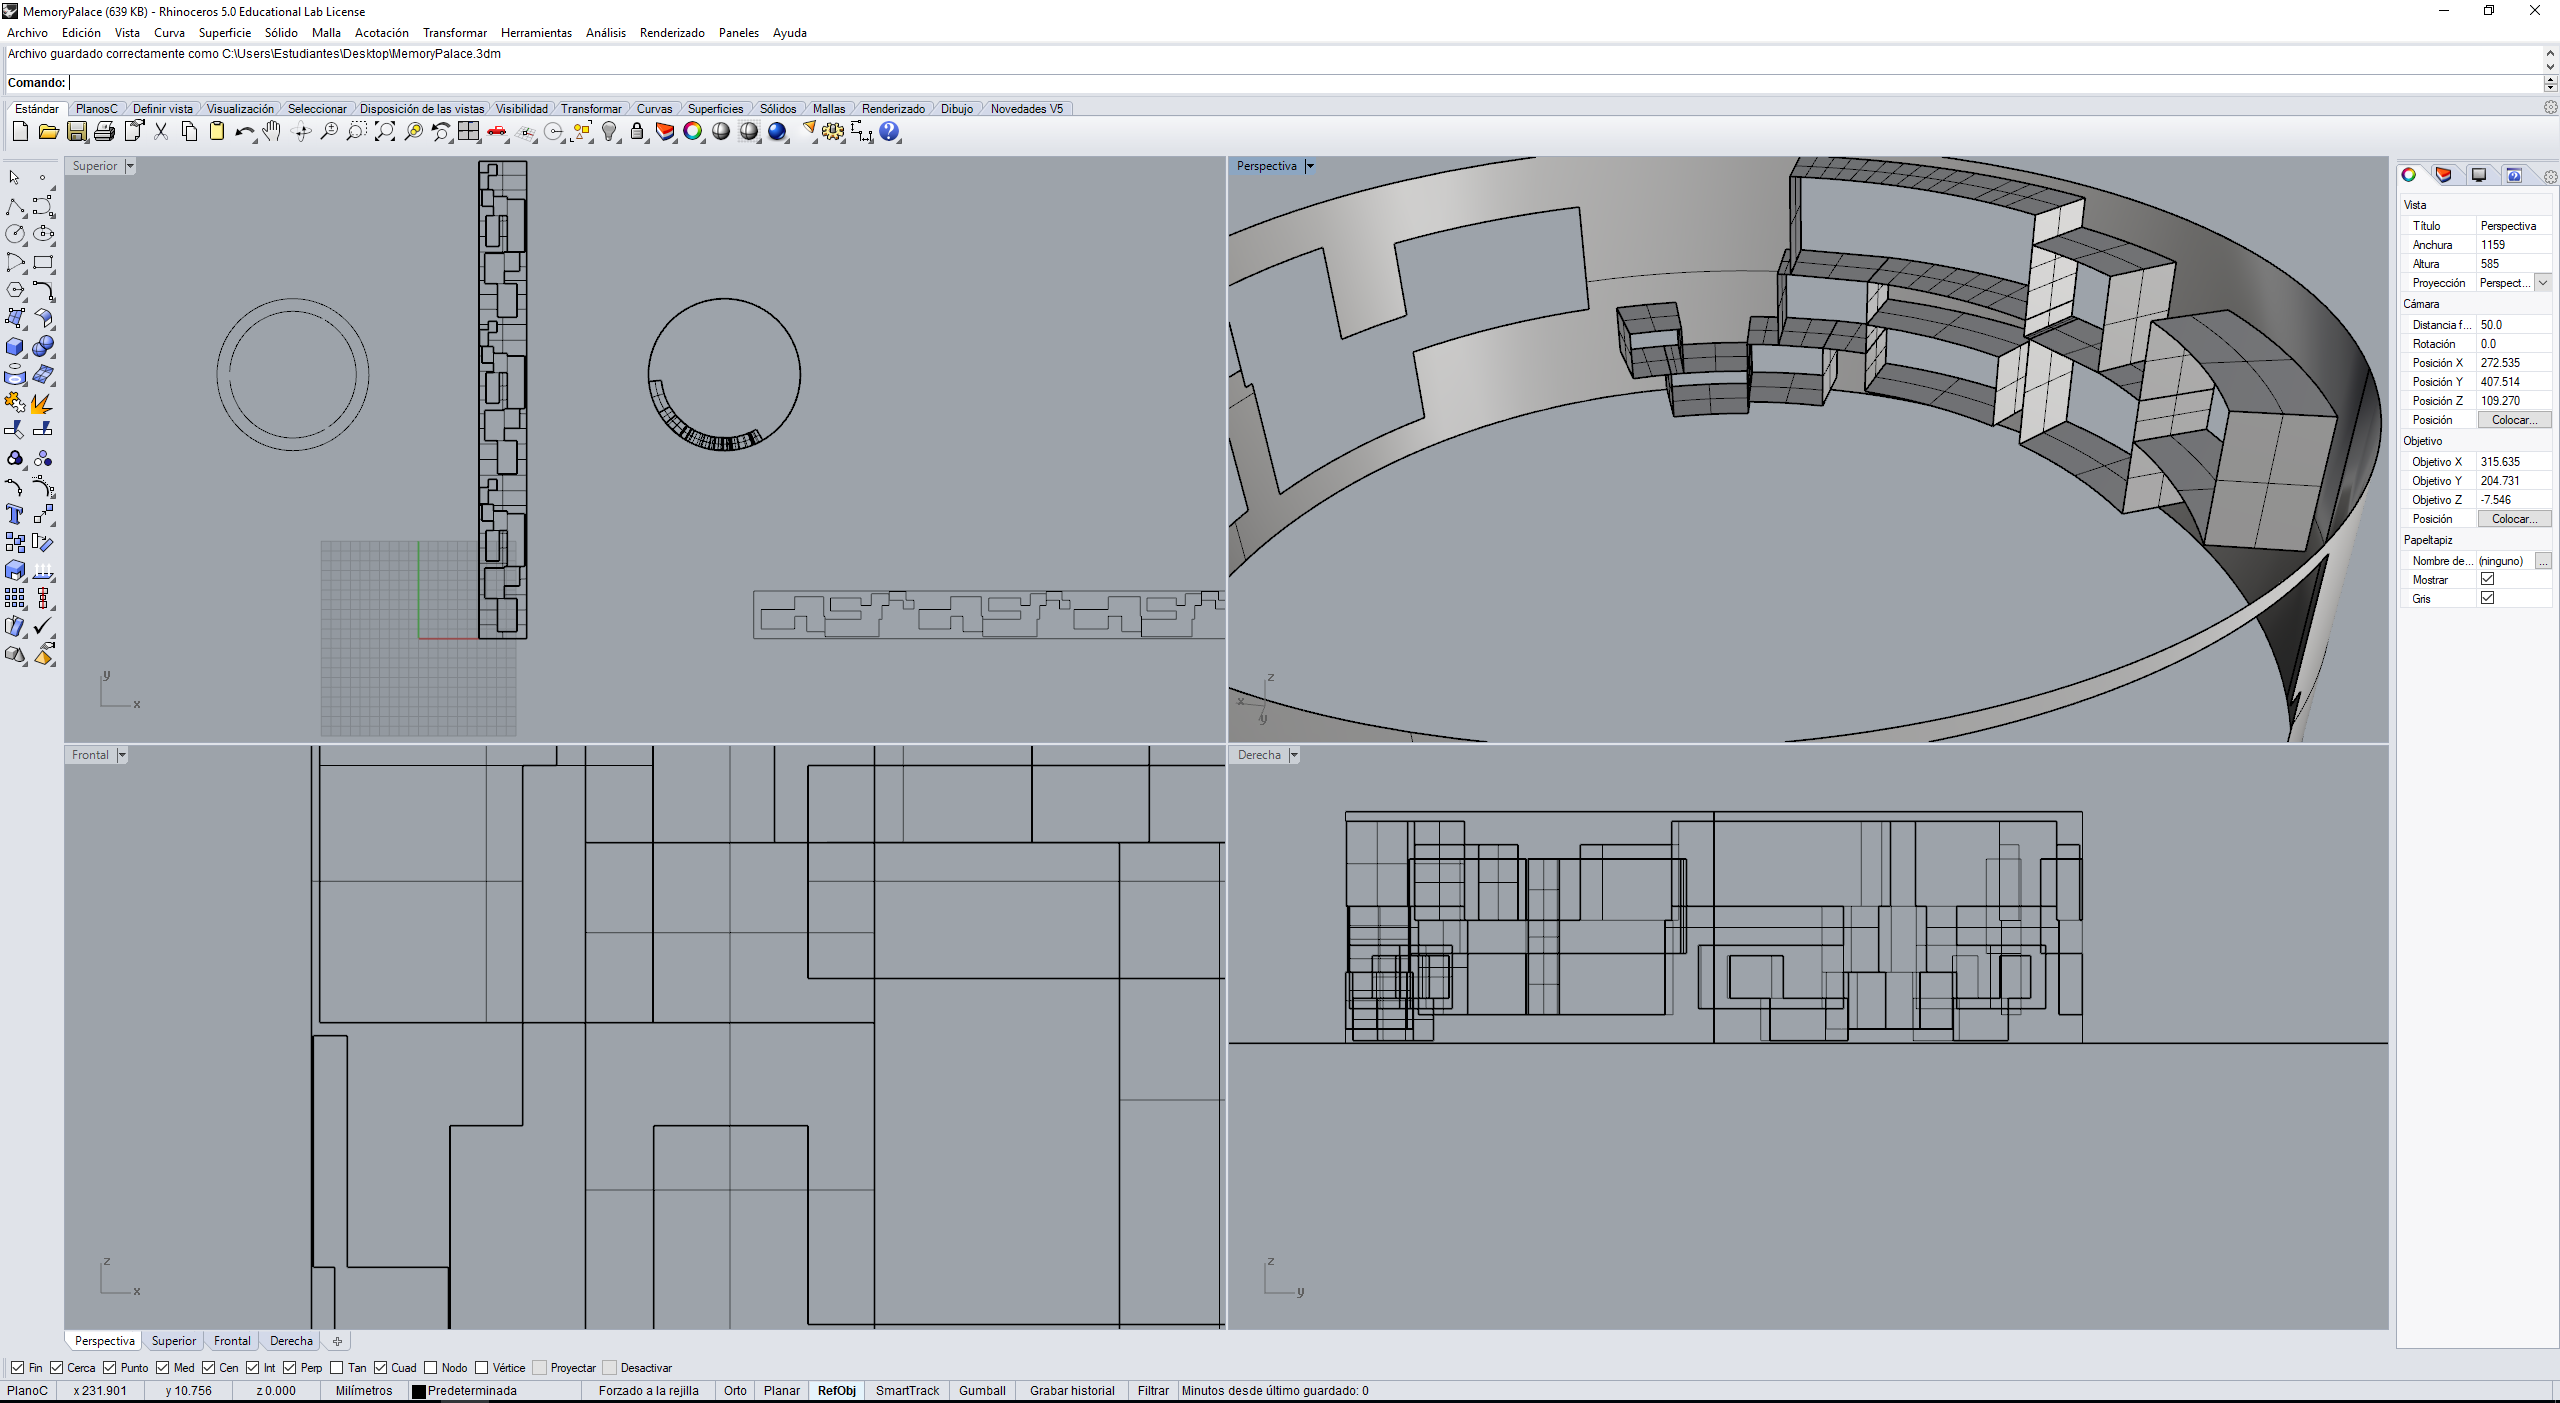 MemoryPalace (639 KB) - Rhinoceros 5.0 Educational Lab License
Archivo Edición Vista Curva Superficie Sólido Malla Acotación Transformar Herramientas Análisis Renderizado Paneles Ayuda
Archivo guardado correctamente como C:\Users\Estudiantes\Desktop\MemoryPalace.3dm
Comando:
Estándar PlanosC Definir vista Visualización Seleccionar Disposición de las vistas Visibilidad Transformar Curvas Superficies Sólidos Mallas Renderizado Dibujo Novedades V5
Superior
y
x
Perspectiva
z
x
y
Frontal
z
x
Derecha
z
y
Vista
Título Perspectiva
Anchura 1159
Altura 585
Proyección Perspect...
Cámara
Distancia f... 50.0
Rotación 0.0
Posición X 272.535
Posición Y 407.514
Posición Z 109.270
Posición Colocar...
Objetivo
Objetivo X 315.635
Objetivo Y 204.731
Objetivo Z -7.546
Posición Colocar...
Papeltapiz
Nombre de... (ninguno) ...
Mostrar
Gris
Perspectiva Superior Frontal Derecha
Fin Cerca Punto Med Cen Int Perp Tan Cuad Nodo Vértice Proyectar Desactivar
PlanoC x 231.901 y 10.756 z 0.000 Milímetros Predeterminada Forzado a la rejilla Orto Planar RefObj SmartTrack Gumball Grabar historial Filtrar Minutos desde último guardado: 0